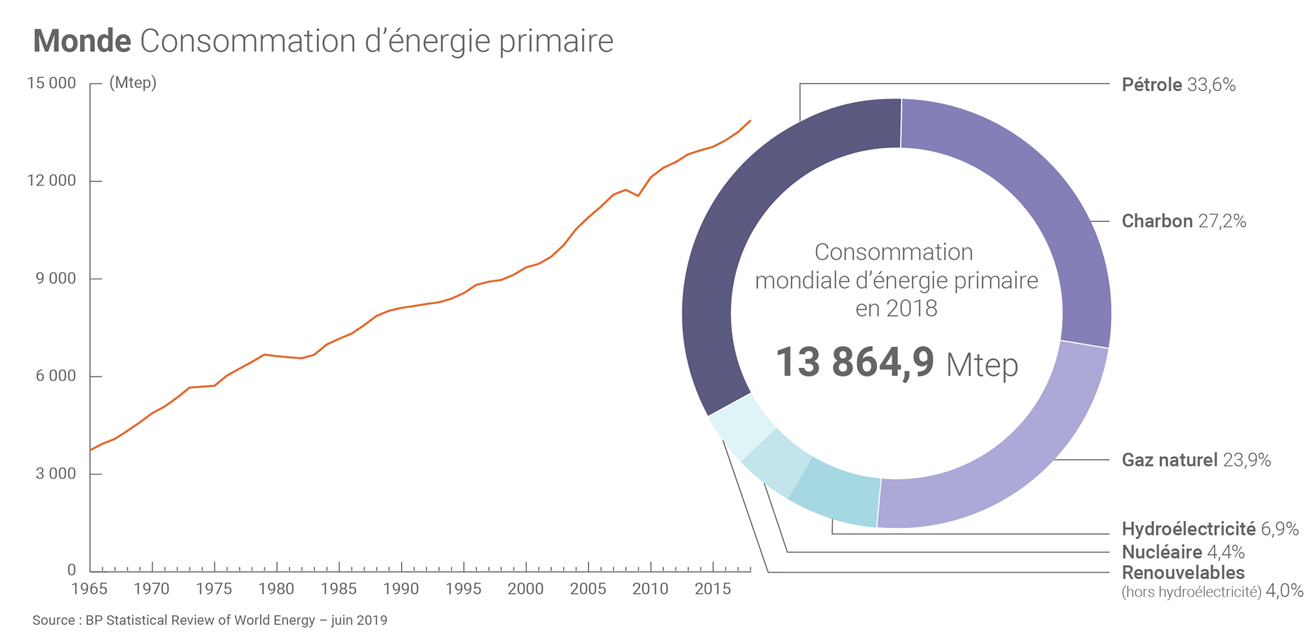 Monde Consommation d’énergie primaire
15 000 (Mtep)
12 000
9 000
6 000
3 000
0
1965 1970 1975 1980 1985 1990 1995 2000 2005 2010 2015
Pétrole 33,6%
Charbon 27,2%
Consommation
mondiale d’énergie primaire
en 2018
13 864,9 Mtep
Gaz naturel 23,9%
Hydroélectricité 6,9%
Nucléaire 4,4%
Renouvelables
(hors hydroélectricité) 4,0%
Source : BP Statistical Review of World Energy – juin 2019